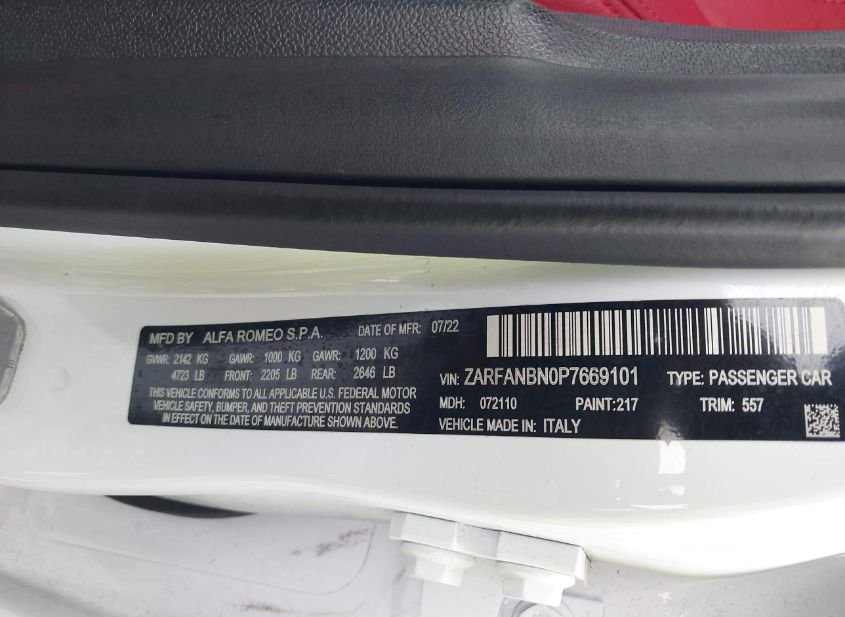 MFD BY ALFA ROMEO S.P.A. DATE OF MFR: 07/22
GVWR: 2142 KG GAWR: 1000 KG GAWR: 1200 KG
4723 LB FRONT: 2205 LB REAR: 2646 LB
THIS VEHICLE CONFORMS TO ALL APPLICABLE U.S. FEDERAL MOTOR
VEHICLE SAFETY, BUMPER, AND THEFT PREVENTION STANDARDS
IN EFFECT ON THE DATE OF MANUFACTURE SHOWN ABOVE.
VIN: ZARFANBN0P7669101 TYPE: PASSENGER CAR
MDH: 072110 PAINT:217 TRIM: 557
VEHICLE MADE IN: ITALY